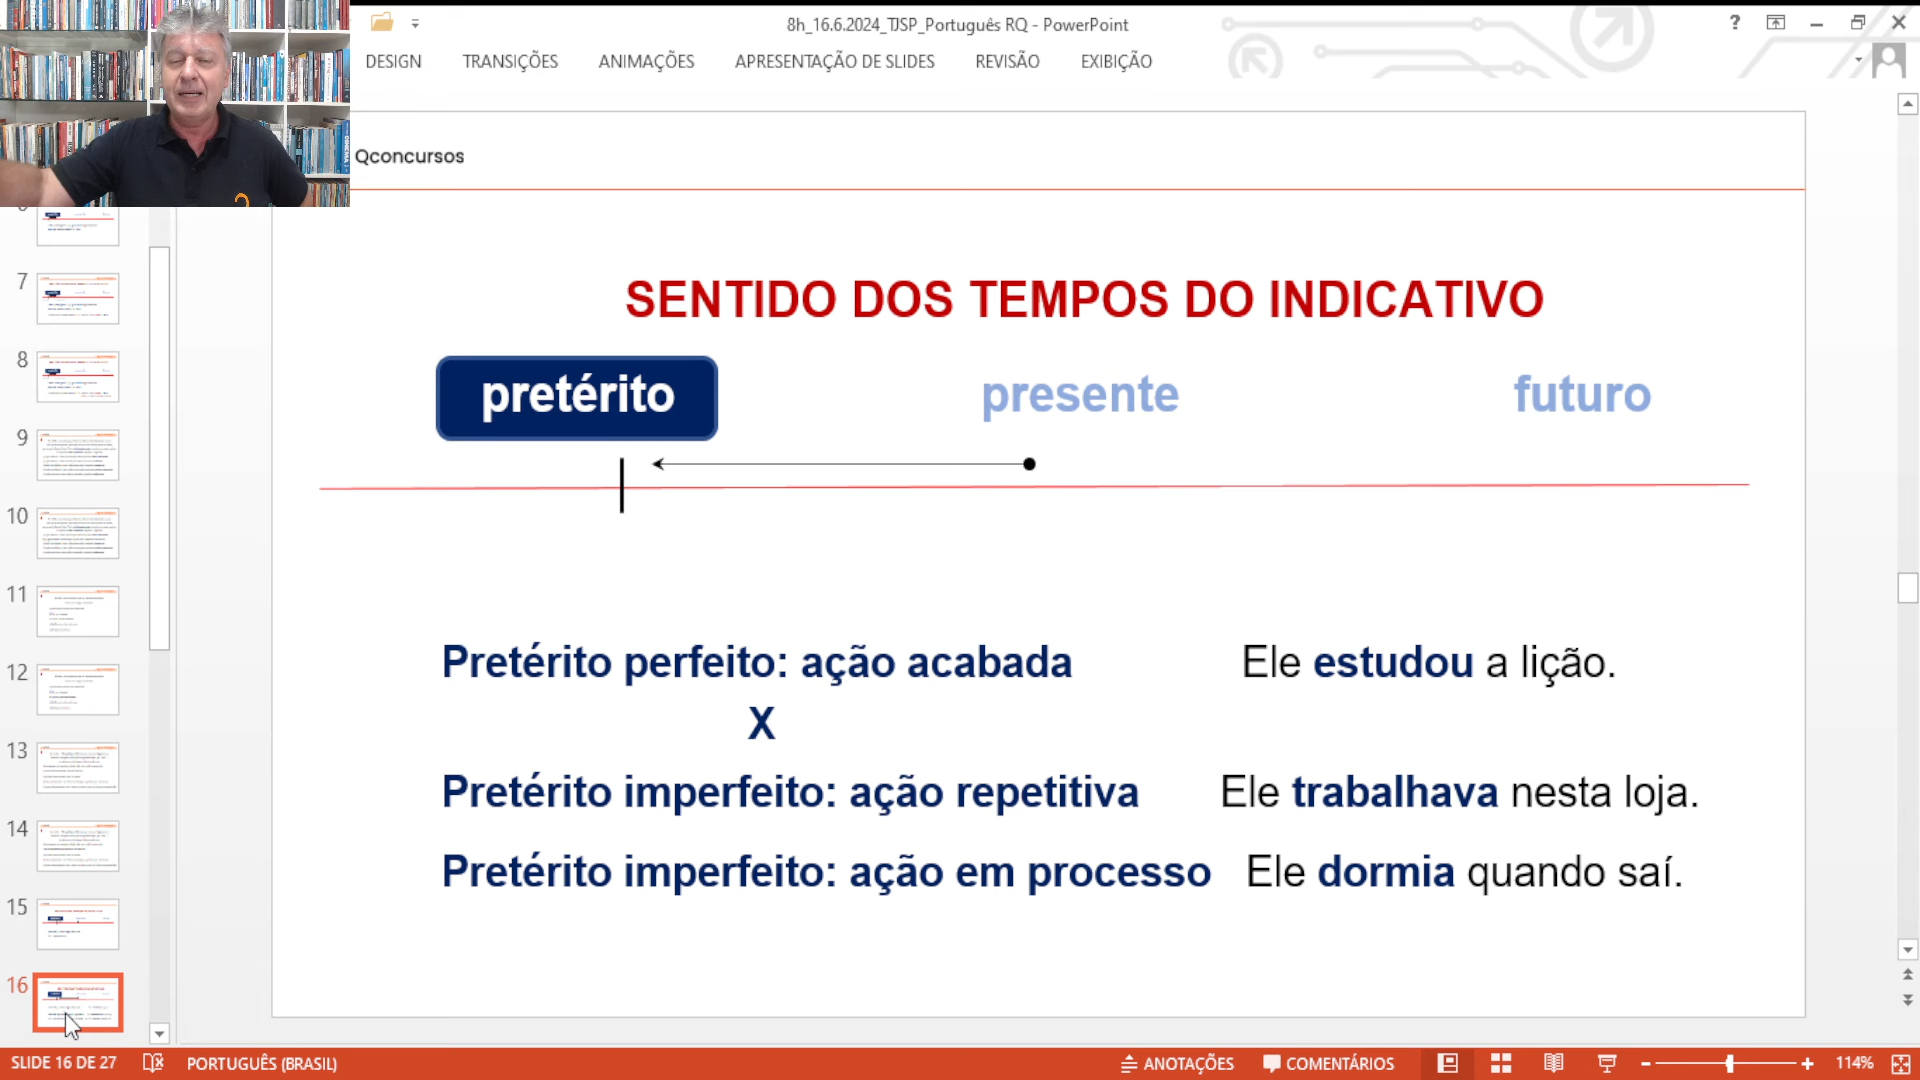 8h_16.6.2024_TJSP_Português RQ - PowerPoint
?
DESIGN TRANSIÇÕES ANIMAÇÕES APRESENTAÇÃO DE SLIDES REVISÃO EXIBIÇÃO
Qconcursos
SENTIDO DOS TEMPOS DO INDICATIVO
pretérito presente futuro
Pretérito perfeito: ação acabada Ele estudou a lição.
X
Pretérito imperfeito: ação repetitiva Ele trabalhava nesta loja.
Pretérito imperfeito: ação em processo Ele dormia quando saí.
7
8
9
10
11
12
13
14
15
16
SLIDE 16 DE 27 PORTUGUÊS (BRASIL) ANOTAÇÕES COMENTÁRIOS 114%